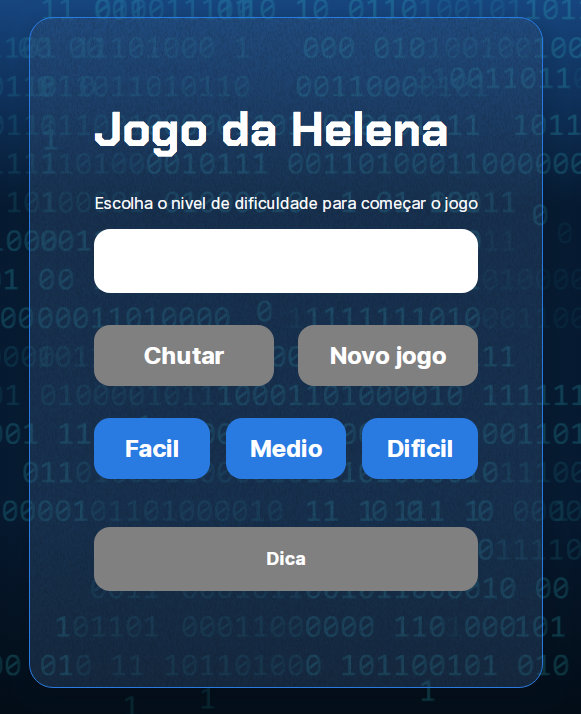 Jogo da Helena
Escolha o nivel de dificuldade para começar o jogo
Chutar
Novo jogo
Facil
Medio
Dificil
Dica